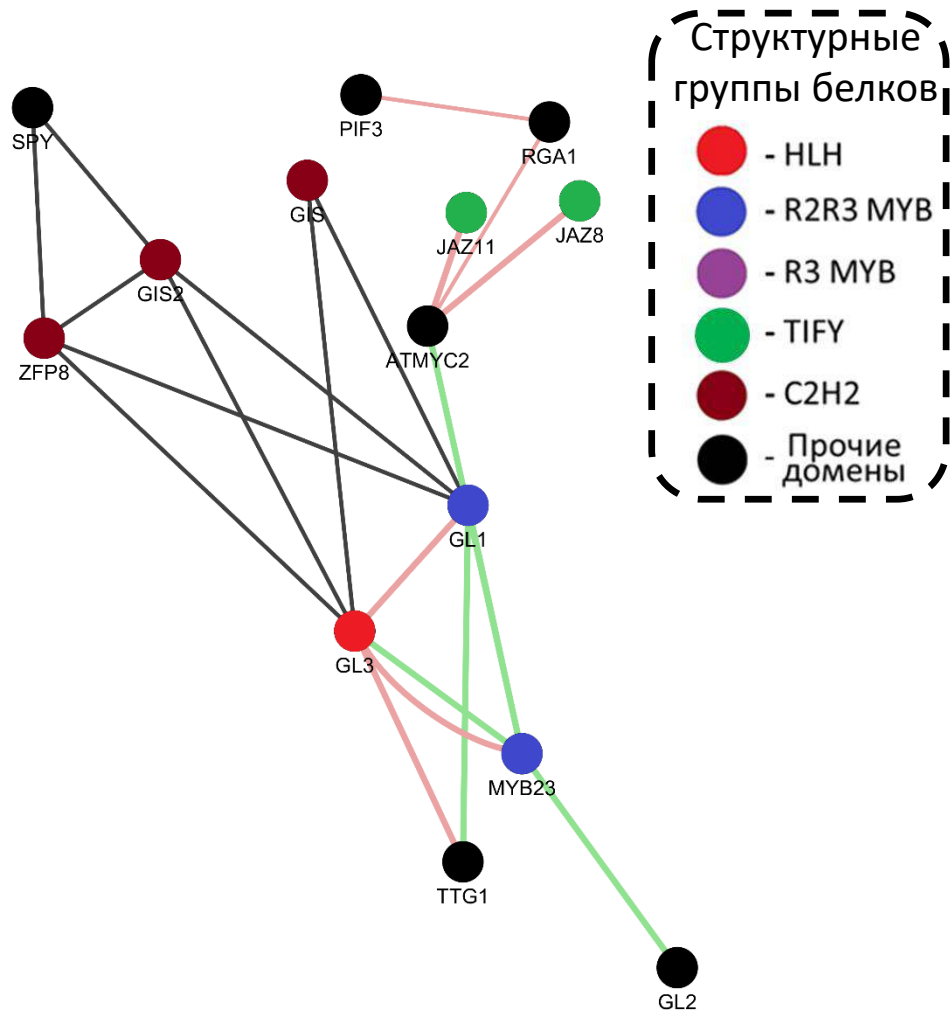 Структурные
группы белков
- HLH
- R2R3 MYB
- R3 MYB
- TIFY
- C2H2
- Прочие
домены
SPY
PIF3
RGA1
GIS
JAZ11
JAZ8
GIS2
ATMYC2
ZFP8
GL1
GL3
MYB23
TTG1
GL2